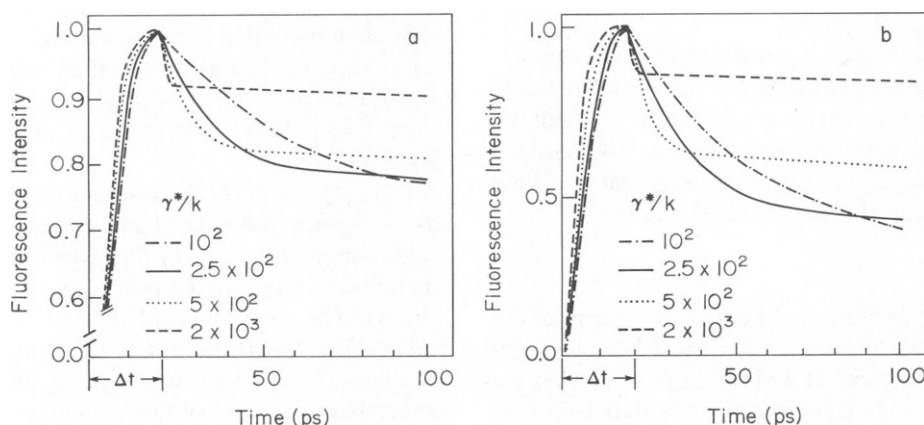 a
1.0
0.9
0.8
0.7
0.6
0.0
Fluorescence Intensity
γ*/k
10²
2.5 x 10²
5 x 10²
2 x 10³
Δt
50
100
Time (ps)
b
1.0
0.5
0.0
Fluorescence Intensity
γ*/k
10²
2.5 x 10²
5 x 10²
2 x 10³
Δt
50
100
Time (ps)